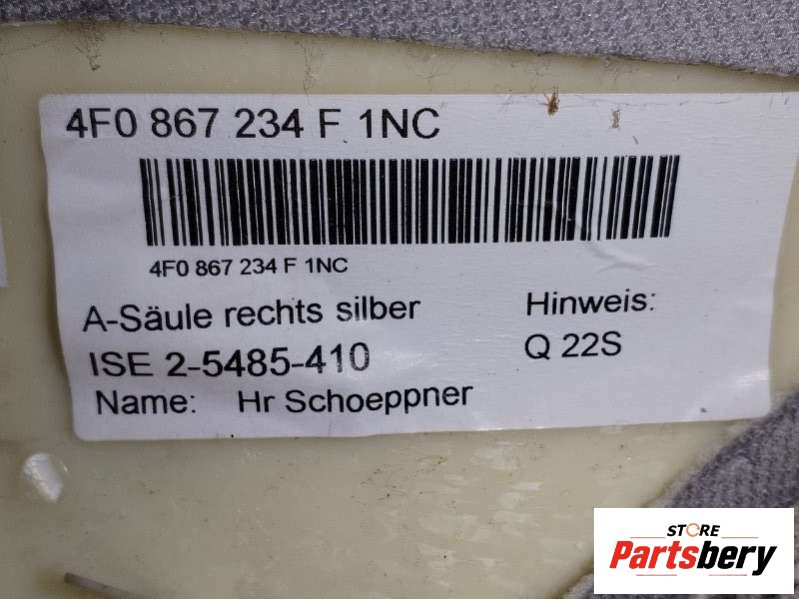 4F0 867 234 F 1NC
4F0 867 234 F 1NC
A-Säule rechts silber
Hinweis:
ISE 2-5485-410
Q 22S
Name: Hr Schoeppner
STORE
Partsbery